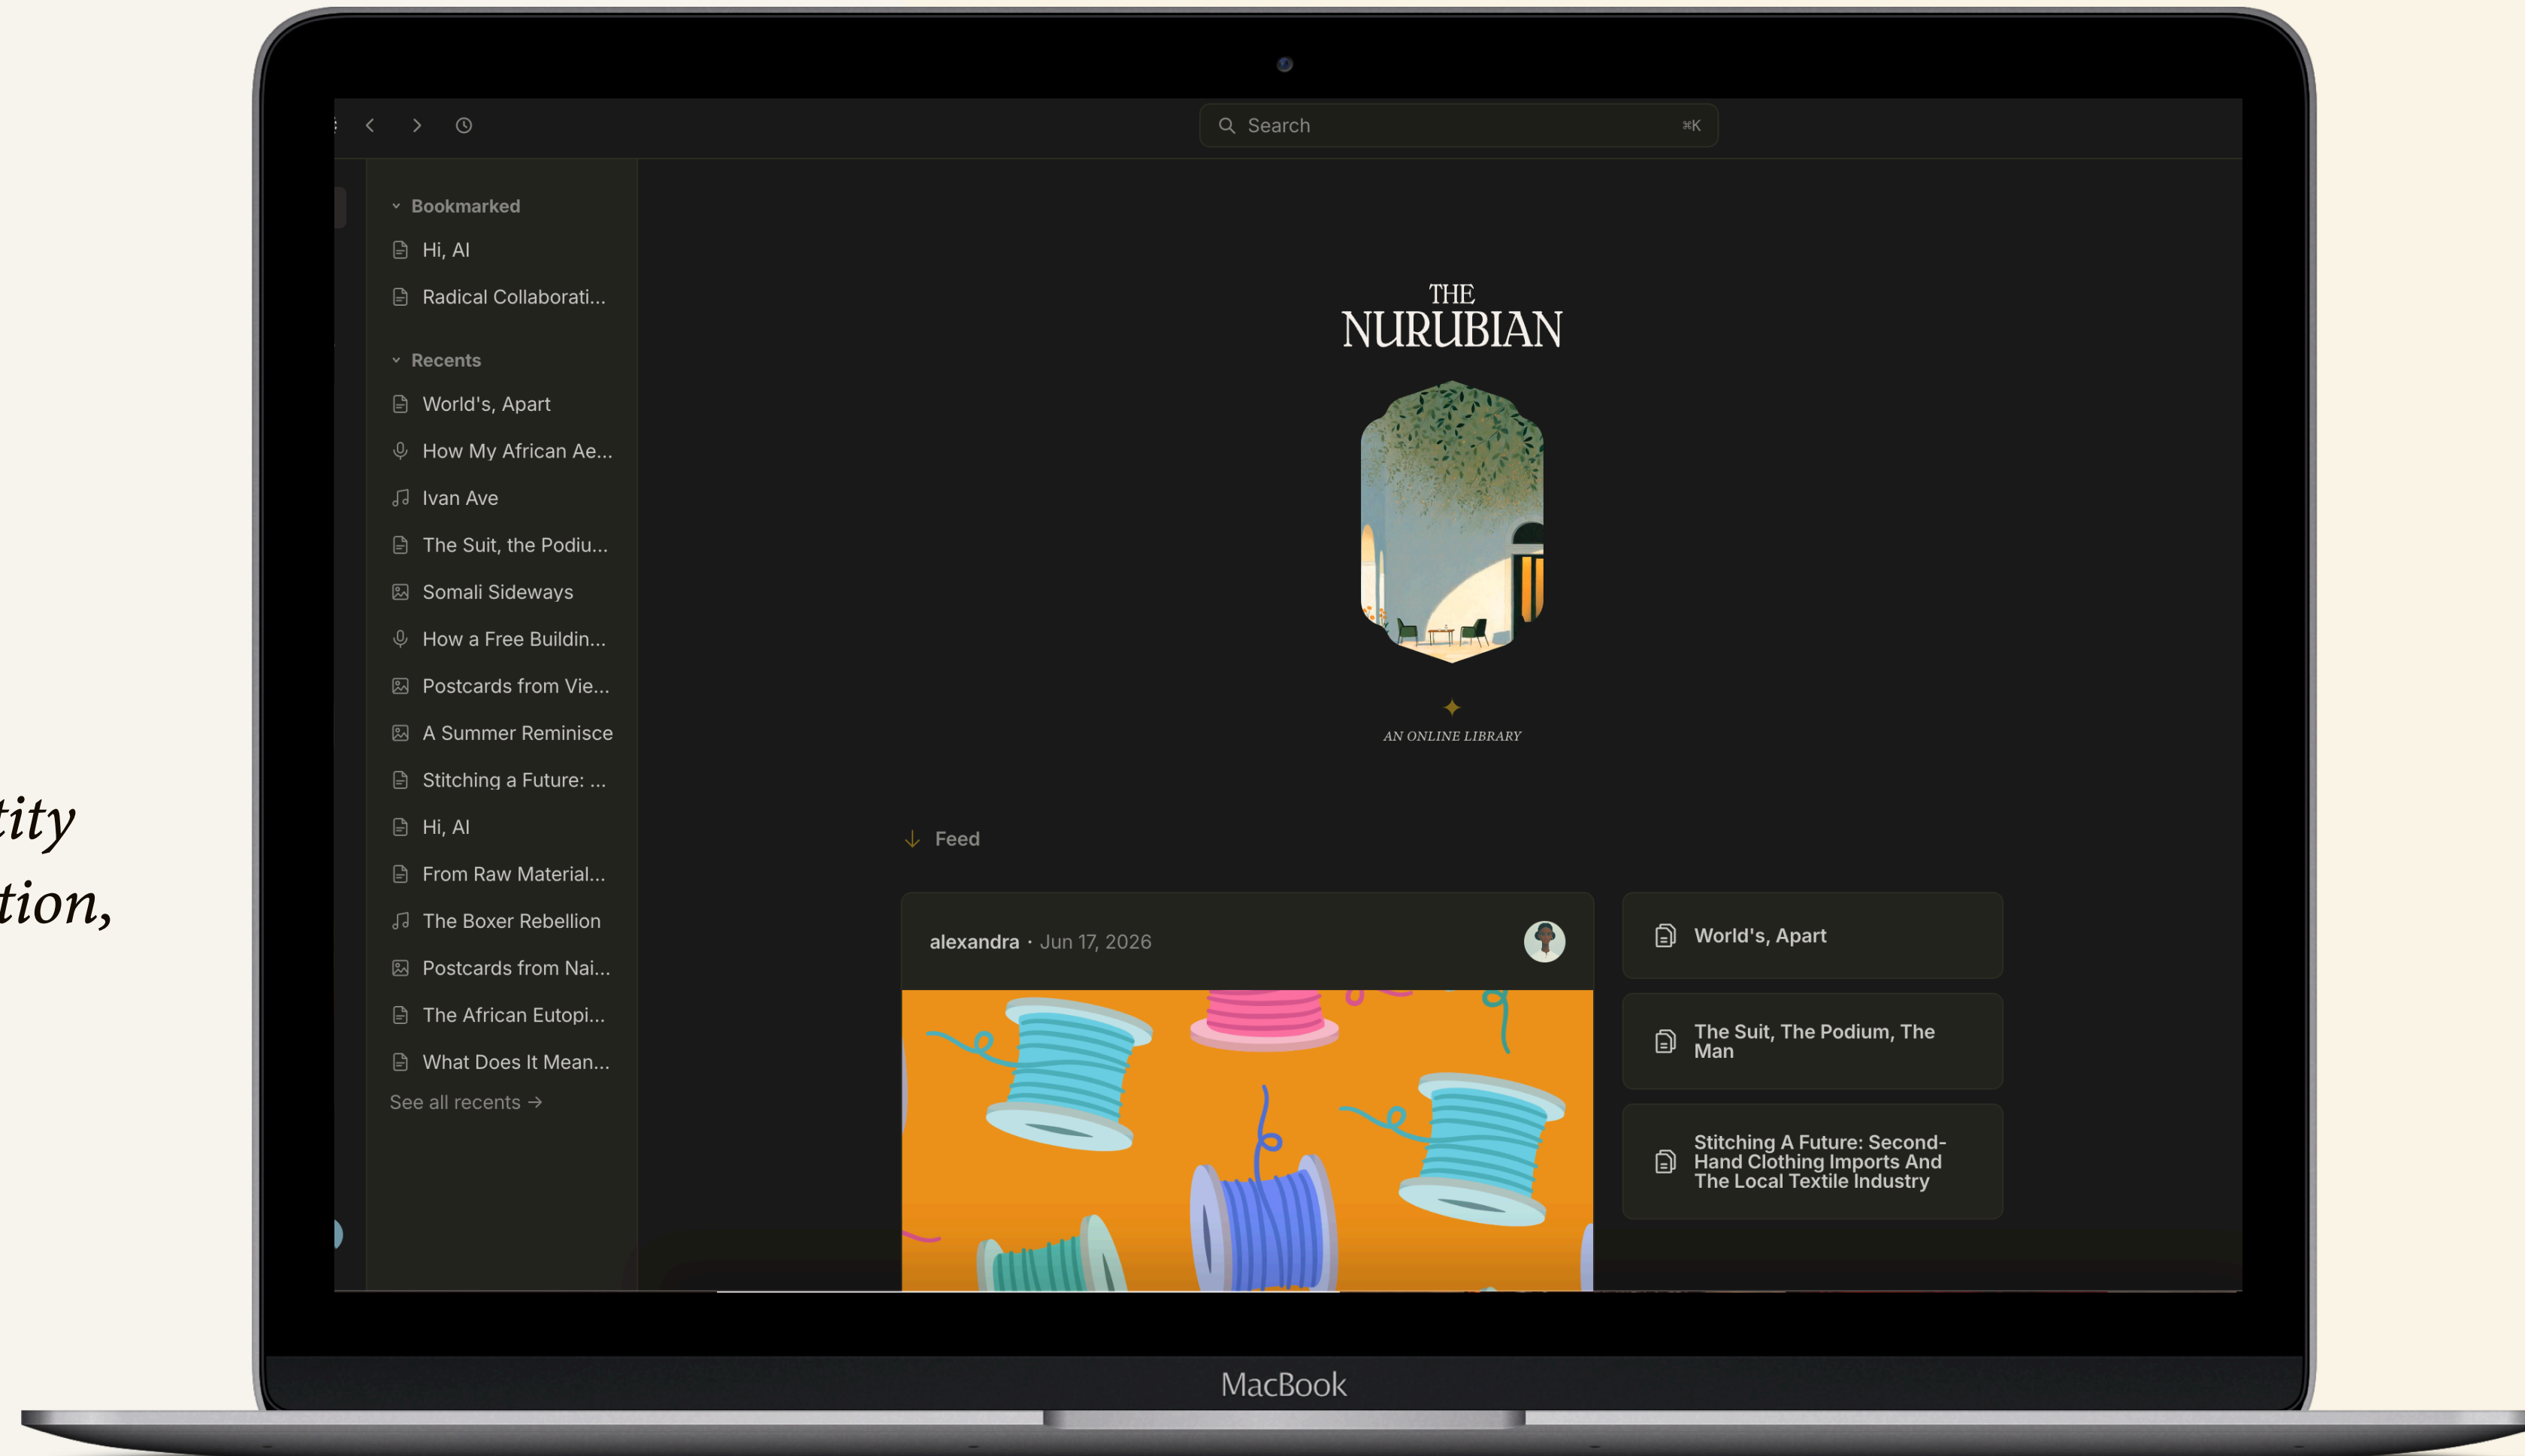 tity
tion,
Search
⌘K
Bookmarked
Hi, AI
Radical Collaborati...
Recents
World's, Apart
How My African Ae...
Ivan Ave
The Suit, the Podiu...
Somali Sideways
How a Free Buildin...
Postcards from Vie...
A Summer Reminisce
Stitching a Future: ...
Hi, AI
From Raw Material...
The Boxer Rebellion
Postcards from Nai...
The African Eutopi...
What Does It Mean...
See all recents →
THE
NURUBIAN
AN ONLINE LIBRARY
Feed
alexandra · Jun 17, 2026
World's, Apart
The Suit, The Podium, The
Man
Stitching A Future: Second-
Hand Clothing Imports And
The Local Textile Industry
MacBook